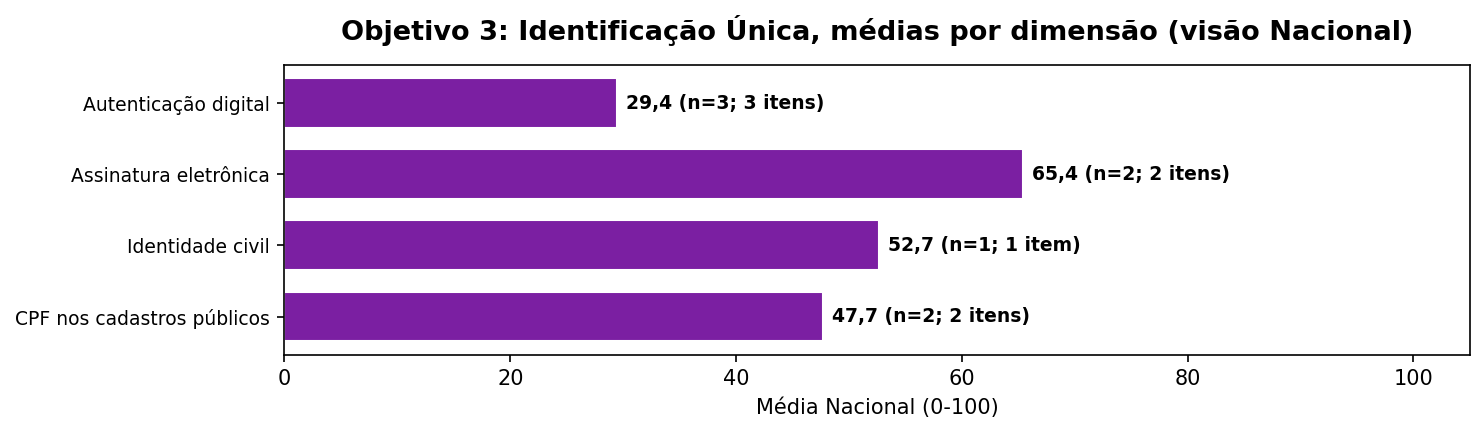 Objetivo 3: Identificação Única, médias por dimensão (visão Nacional)
Autenticação digital
29,4 (n=3; 3 itens)
Assinatura eletrônica
65,4 (n=2; 2 itens)
Identidade civil
52,7 (n=1; 1 item)
CPF nos cadastros públicos
47,7 (n=2; 2 itens)
0 20 40 60 80 100
Média Nacional (0-100)